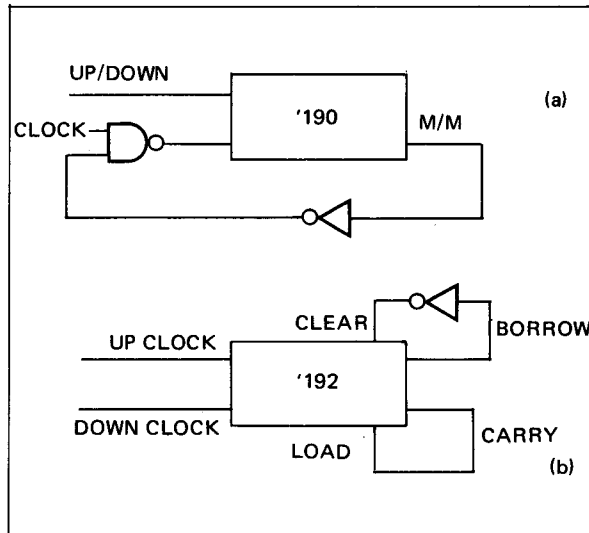 UP/DOWN
(a)
'190
M/M
CLOCK
CLEAR
BORROW
UP CLOCK
'192
DOWN CLOCK
CARRY
LOAD
(b)